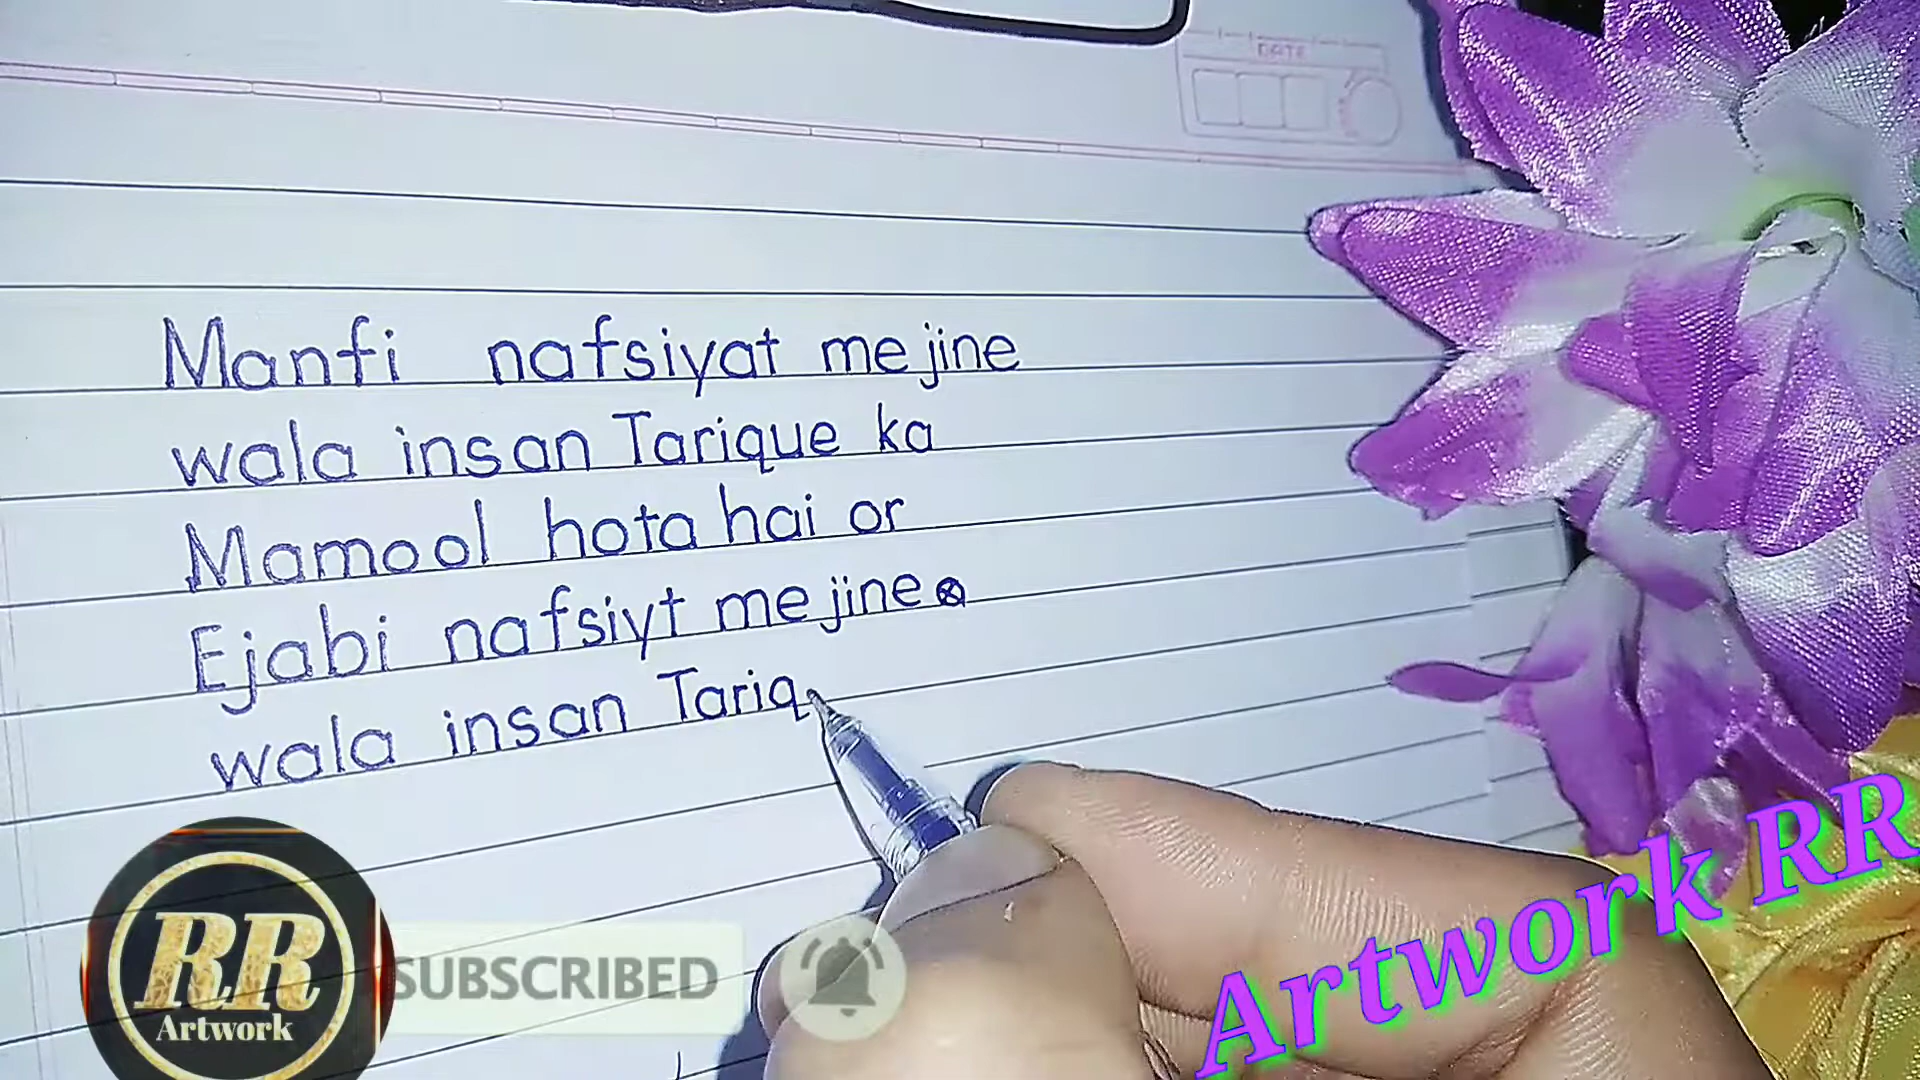 DATE
Manfi nafsiyat me jine
wala insan Tarique ka
Mamool hota hai or
Ejabi nafsiyt me jine
wala insan Tariq
RR
Artwork
SUBSCRIBED
Artwork RR